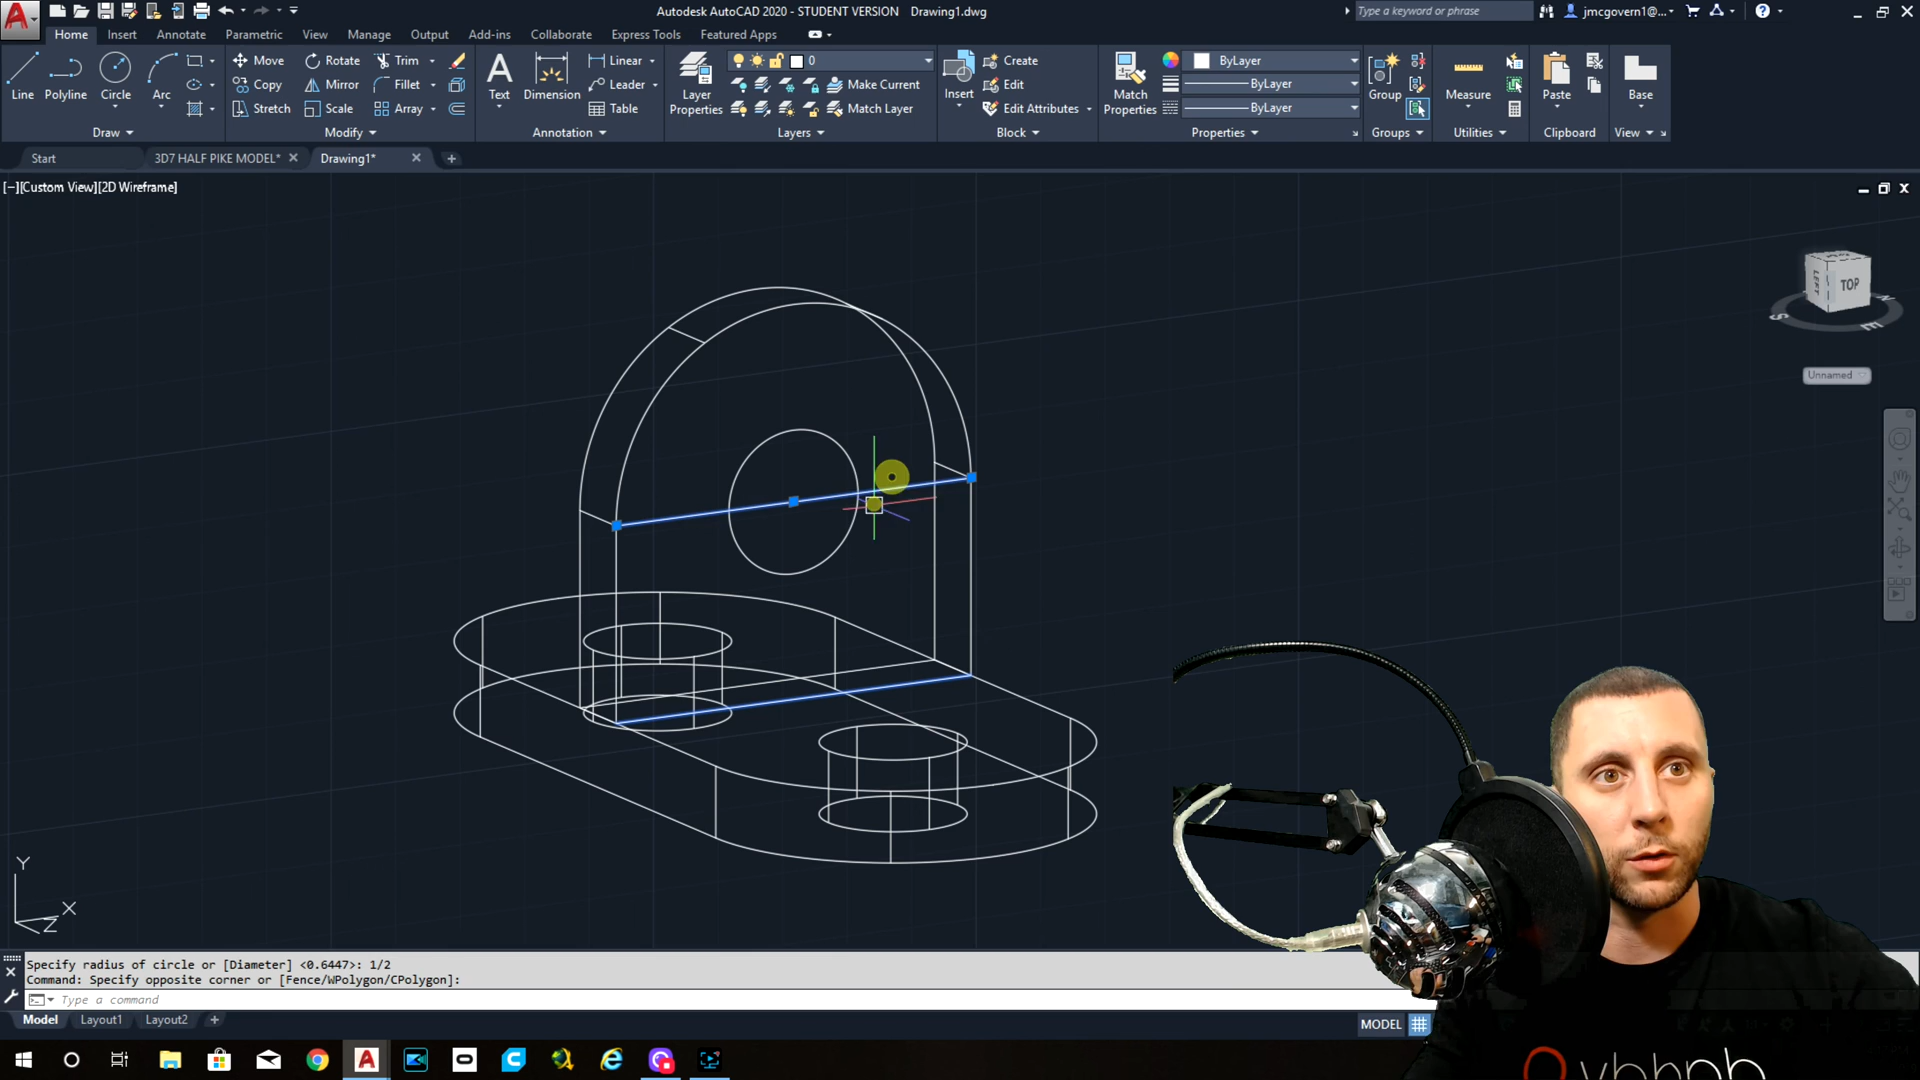 Autodesk AutoCAD 2020 - STUDENT VERSION Drawing1.dwg
Type a keyword or phrase
jmcgovern1@...
Home Insert Annotate Parametric View Manage Output Add-ins Collaborate Express Tools Featured Apps
Line Polyline Circle Arc
Move Rotate Trim
Copy Mirror Fillet
Stretch Scale Array
Text Dimension
Linear
Leader
Table
Layer Properties
0
Make Current
Match Layer
Insert
Create
Edit
Edit Attributes
Match Properties
ByLayer
ByLayer
ByLayer
Group Measure Paste Base
Draw Modify Annotation Layers Block Properties Groups Utilities Clipboard View
Start 3D7 HALF PIKE MODEL* Drawing1*
[−][Custom View][2D Wireframe]
LEFT TOP
S E N
Unnamed
Y
X
Z
Specify radius of circle or [Diameter] <0.6447>: 1/2
Command: Specify opposite corner or [Fence/WPolygon/CPolygon]:
Type a command
Model Layout1 Layout2
MODEL